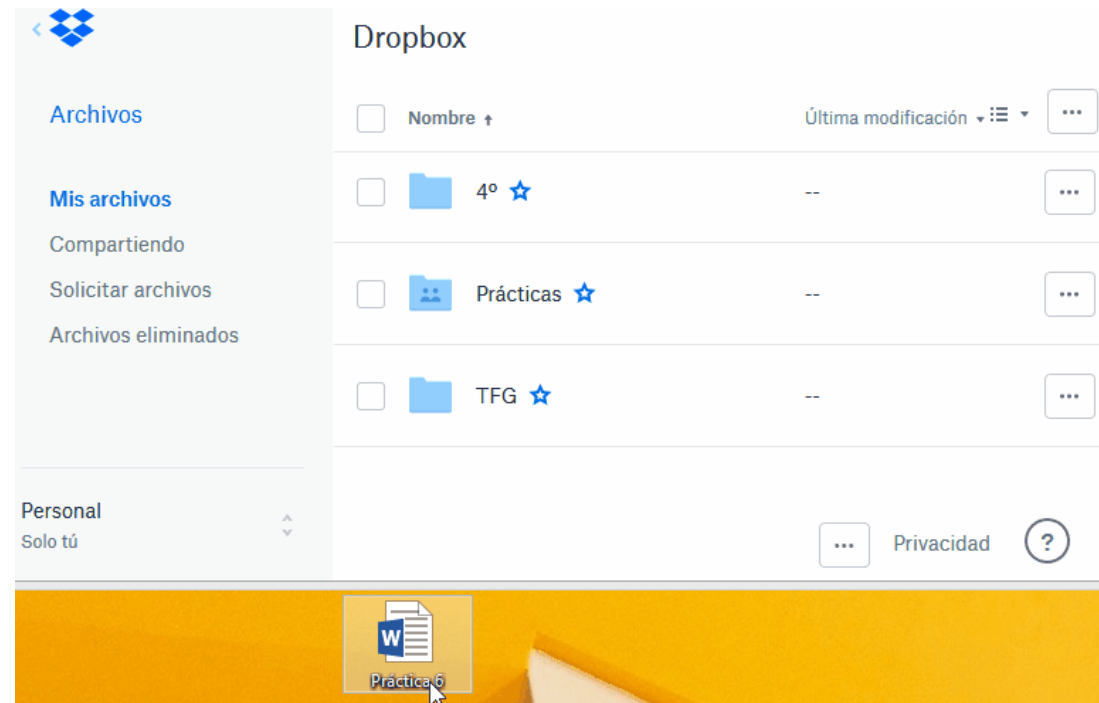 Dropbox
Archivos
Nombre ↑ Última modificación
Mis archivos
Compartiendo
Solicitar archivos
Archivos eliminados
4º --
Prácticas --
TFG --
Personal
Solo tú
... Privacidad ?
W
Práctica 6